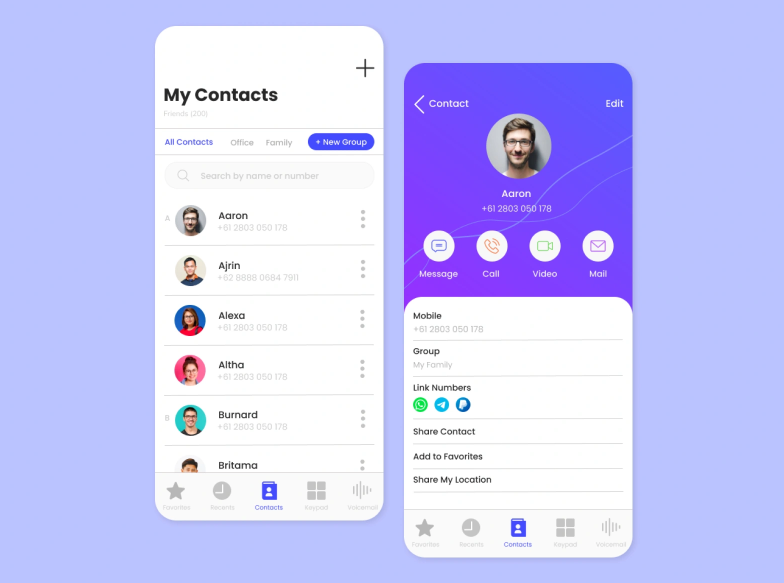 My Contacts
Friends (200)
All Contacts Office Family + New Group
Search by name or number
A
Aaron
+61 2803 050 178
Ajrin
+62 8888 0684 7911
Alexa
+61 2803 050 178
Altha
+61 2803 050 178
B
Burnard
+61 2803 050 178
Britama
Favorites Recents Contacts Keypad Voicemail
Contact Edit
Aaron
+61 2803 050 178
Message Call Video Mail
Mobile
+61 2803 050 178
Group
My Family
Link Numbers
Share Contact
Add to Favorites
Share My Location
Favorites Recents Contacts Keypad Voicemail